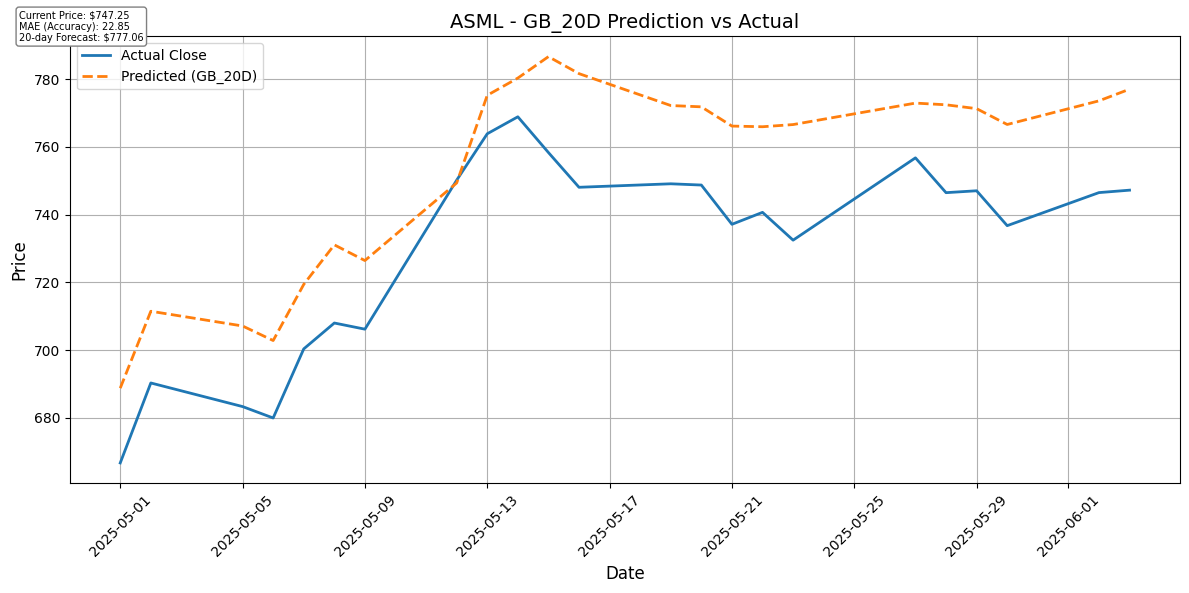 Current Price: $747.25
MAE (Accuracy): 22.85
20-day Forecast: $777.06
ASML - GB_20D Prediction vs Actual
Actual Close
Predicted (GB_20D)
Price
780
760
740
720
700
680
2025-05-01
2025-05-05
2025-05-09
2025-05-13
2025-05-17
2025-05-21
2025-05-25
2025-05-29
2025-06-01
Date